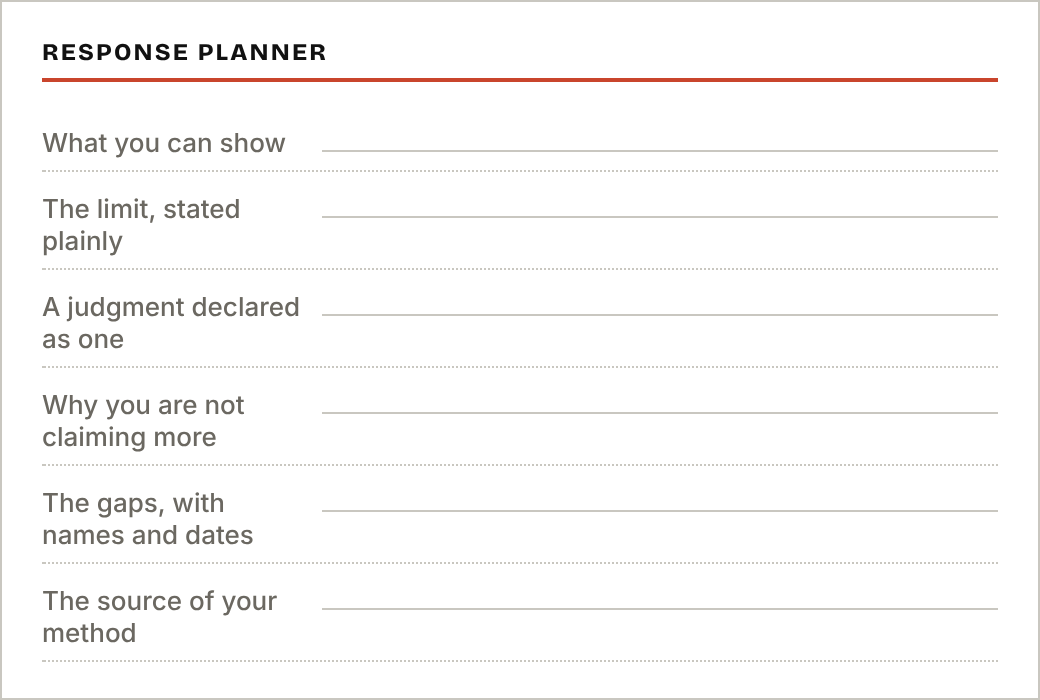 RESPONSE PLANNER
What you can show
The limit, stated
plainly
A judgment declared
as one
Why you are not
claiming more
The gaps, with
names and dates
The source of your
method